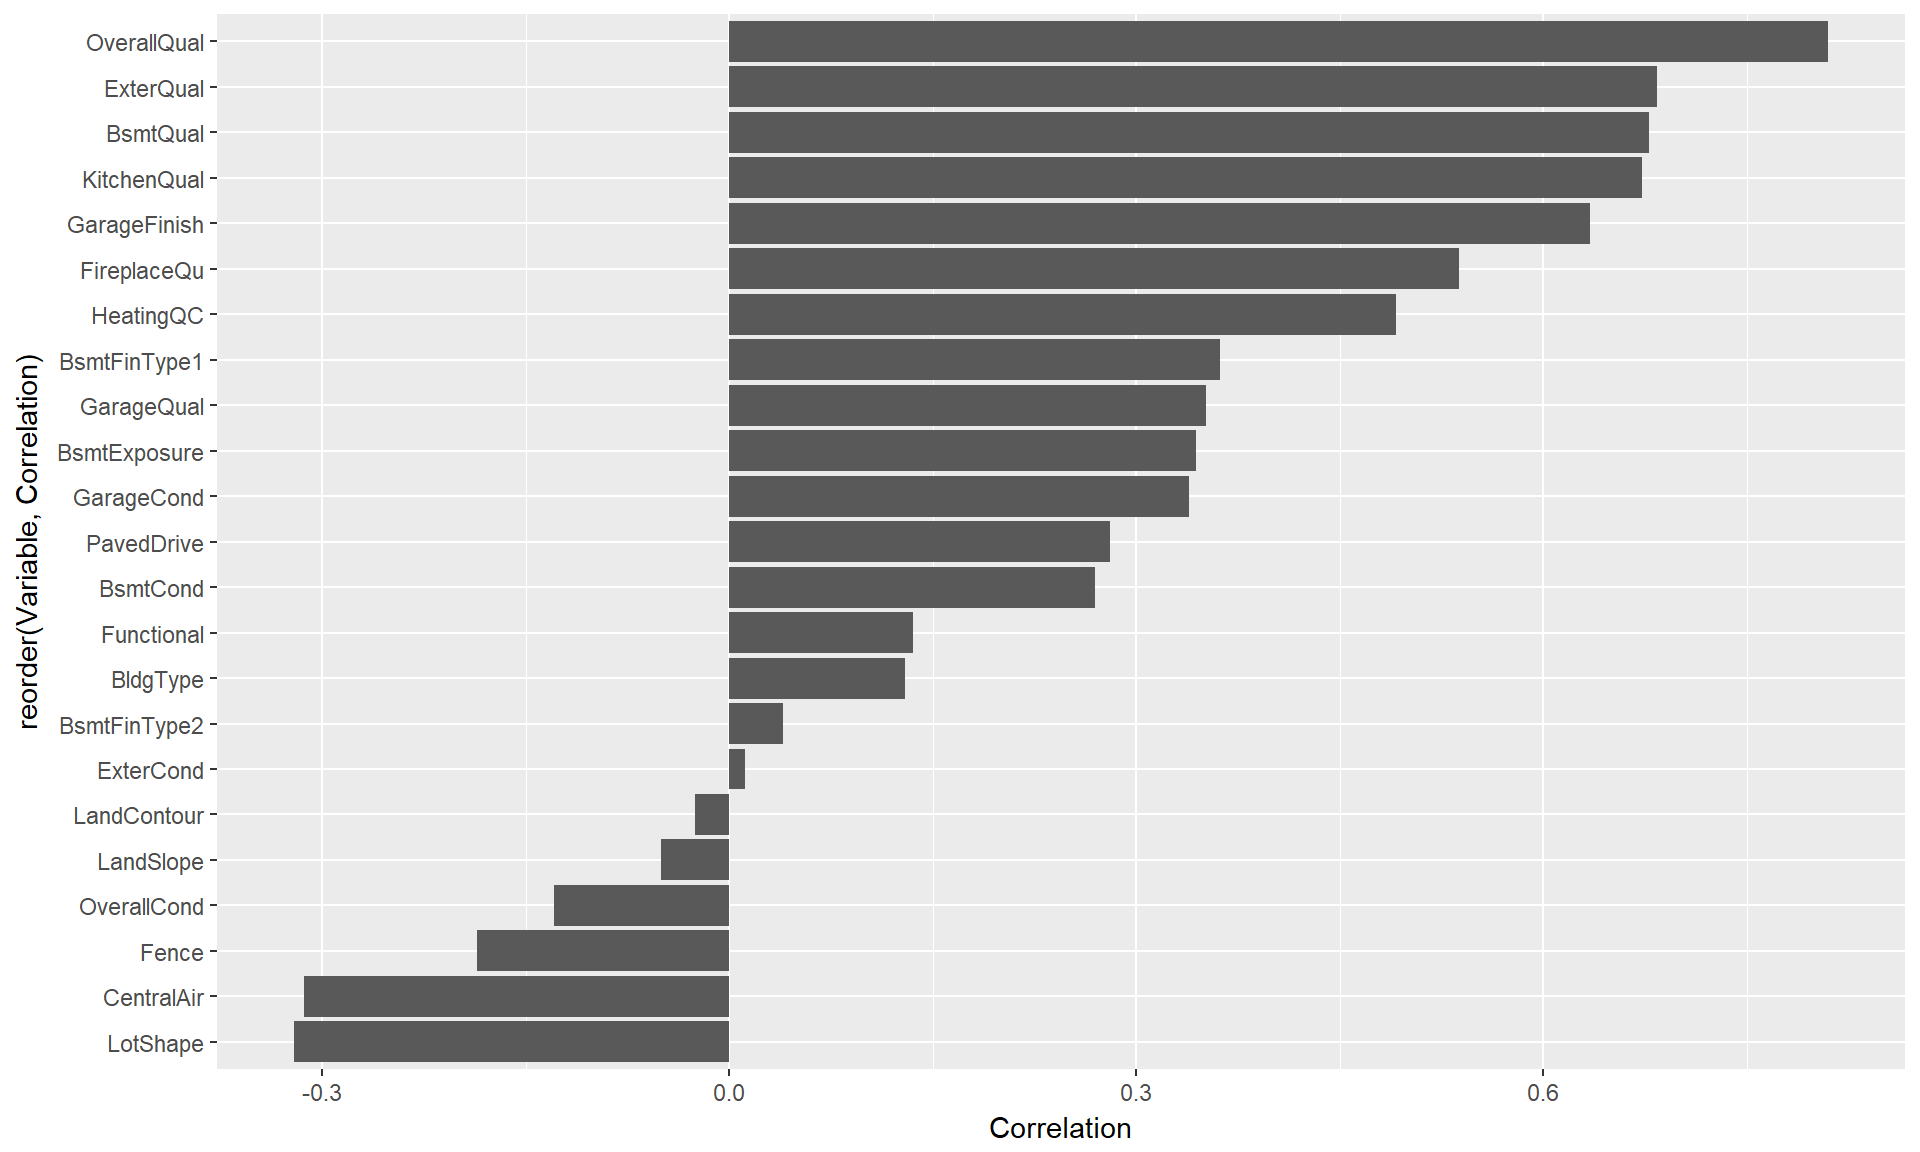 OverallQual
ExterQual
BsmtQual
KitchenQual
GarageFinish
FireplaceQu
HeatingQC
BsmtFinType1
GarageQual
BsmtExposure
GarageCond
PavedDrive
BsmtCond
Functional
BldgType
BsmtFinType2
ExterCond
LandContour
LandSlope
OverallCond
Fence
CentralAir
LotShape
reorder(Variable, Correlation)
-0.3 0.0 0.3 0.6
Correlation